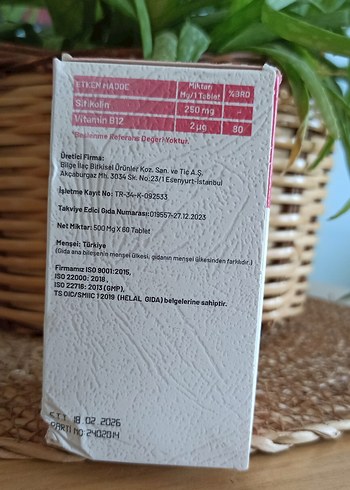 ETKEN MADDE Miktarı Mg/1 Tablet %BRD
Sitikolin 250 mg *
Vitamin B12 2 µg 80
*Beslenme Referans Değeri Yoktur.
Üretici Firma:
Bilge İlaç Bitkisel Ürünler Koz. San. ve Tic A.Ş.
Akçaburgaz Mh. 3034 Sk. No:23/1 Esenyurt-İstanbul
İşletme Kayıt No: TR-34-K-092533
Takviye Edici Gıda Numarası:019557-27.12.2023
Net Miktar: 500 Mg X 60 Tablet
Menşei: Türkiye
(Gıda ana bileşenin menşei ülkesi, gıdanın menşei ülkesinden farklıdır.)
Firmamız ISO 9001:2015,
ISO 22000: 2018,
ISO 22716: 2013 (GMP),
TS OIC/SMIIC 1 2019 (HELAL GIDA) belgelerine sahiptir.
STT 18 02 2026
PARTİ No 2402014